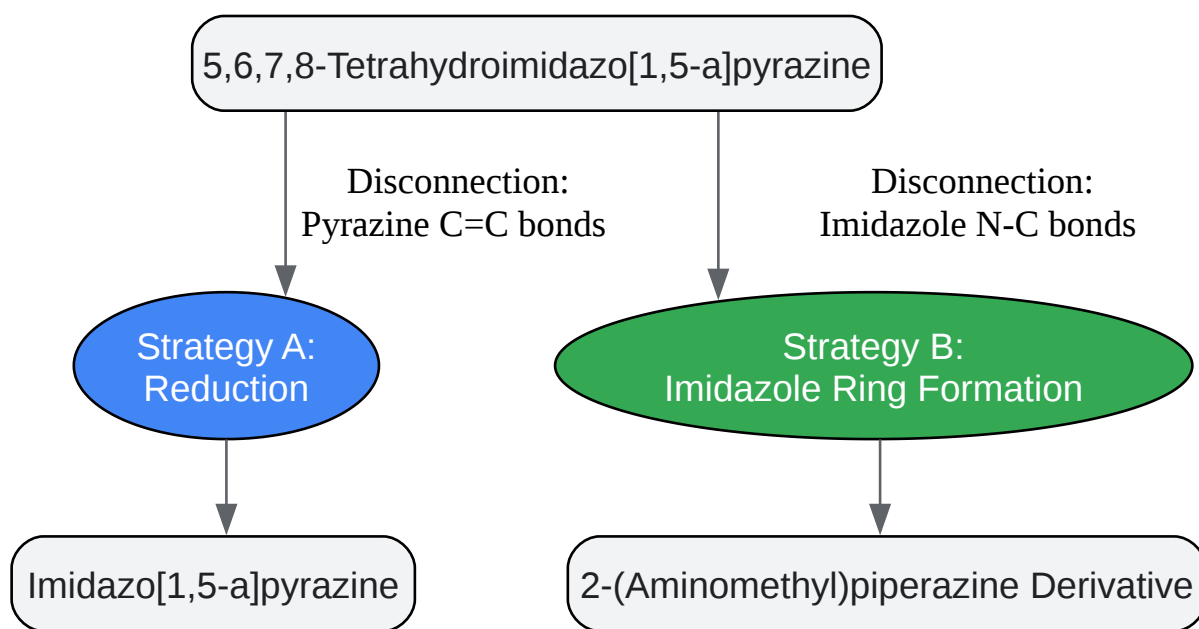 5,6,7,8-Tetrahydroimidazo[1,5-a]pyrazine
Disconnection:
Pyrazine C=C bonds
Disconnection:
Imidazole N-C bonds
Strategy A:
Reduction
Strategy B:
Imidazole Ring Formation
Imidazo[1,5-a]pyrazine
2-(Aminomethyl)piperazine Derivative